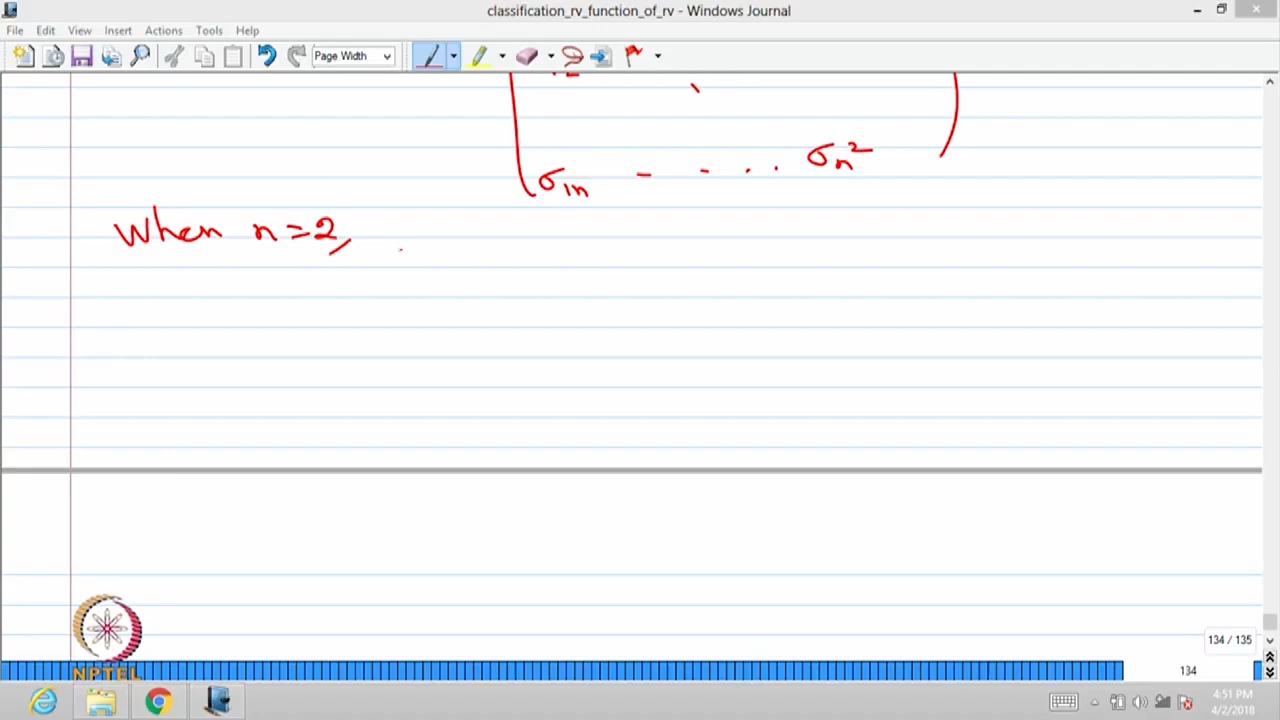 classification_rv_function_of_rv - Windows Journal
File Edit View Insert Actions Tools Help
Page Width
σ1n - - . . σn²
When n=2,
134 / 135
134
NPTEL
4:51 PM
4/2/2018